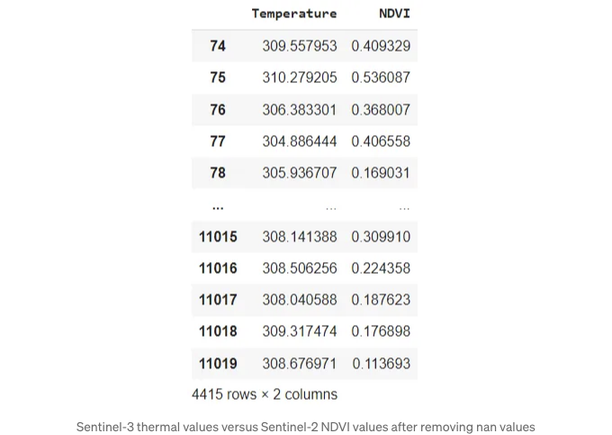 Temperature NDVI
74 309.557953 0.409329
75 310.279205 0.536087
76 306.383301 0.368007
77 304.886444 0.406558
78 305.936707 0.169031
... ... ...
11015 308.141388 0.309910
11016 308.506256 0.224358
11017 308.040588 0.187623
11018 309.317474 0.176898
11019 308.676971 0.113693
4415 rows × 2 columns
Sentinel-3 thermal values versus Sentinel-2 NDVI values after removing nan values